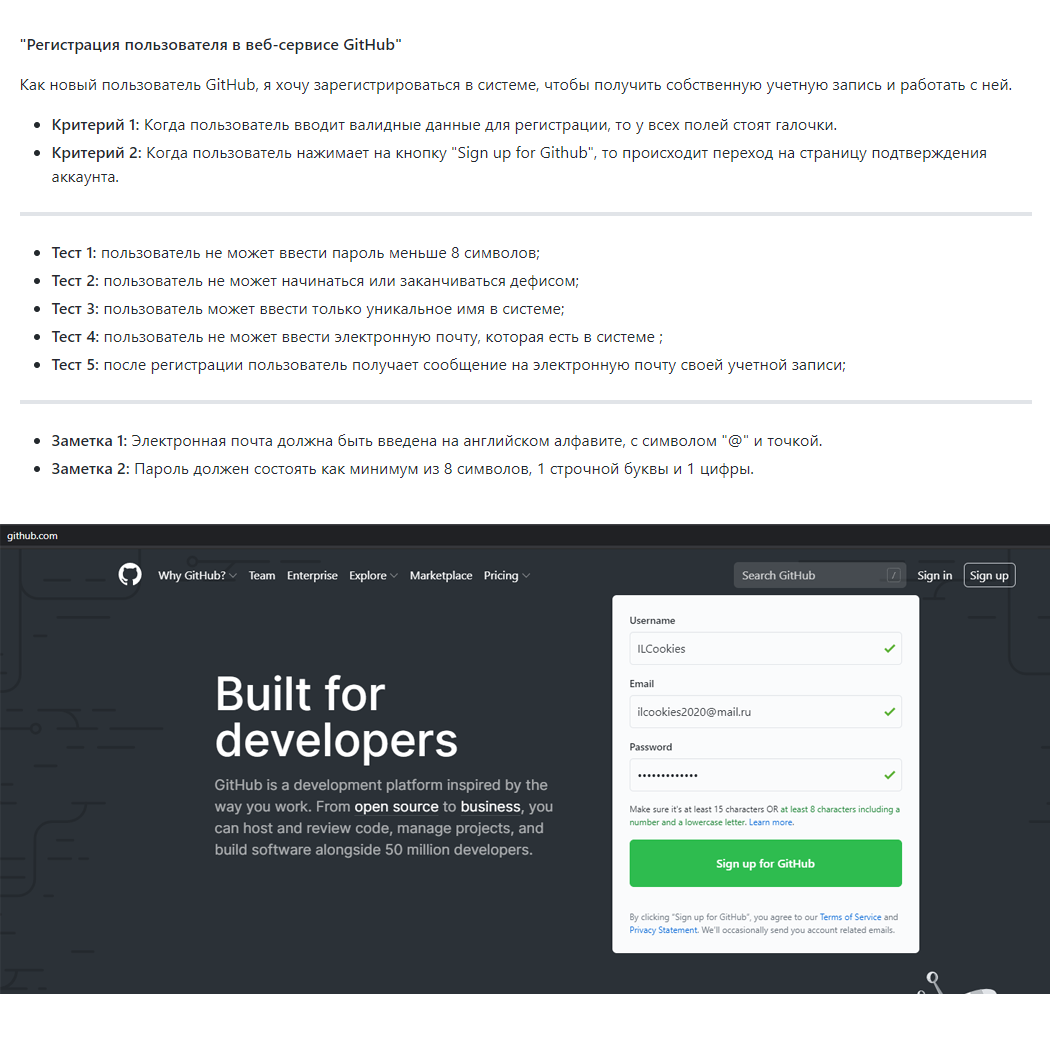 "Регистрация пользователя в веб-сервисе GitHub"
Как новый пользователь GitHub, я хочу зарегистрироваться в системе, чтобы получить собственную учетную запись и работать с ней.
• Критерий 1: Когда пользователь вводит валидные данные для регистрации, то у всех полей стоят галочки.
• Критерий 2: Когда пользователь нажимает на кнопку "Sign up for Github", то происходит переход на страницу подтверждения
аккаунта.
• Тест 1: пользователь не может ввести пароль меньше 8 символов;
• Тест 2: пользователь не может начинаться или заканчиваться дефисом;
• Тест 3: пользователь может ввести только уникальное имя в системе;
• Тест 4: пользователь не может ввести электронную почту, которая есть в системе ;
• Тест 5: после регистрации пользователь получает сообщение на электронную почту своей учетной записи;
• Заметка 1: Электронная почта должна быть введена на английском алфавите, с символом "@" и точкой.
• Заметка 2: Пароль должен состоять как минимум из 8 символов, 1 строчной буквы и 1 цифры.
github.com
Why GitHub? Team Enterprise Explore Marketplace Pricing Search GitHub / Sign in Sign up
Built for
developers
GitHub is a development platform inspired by the
way you work. From open source to business, you
can host and review code, manage projects, and
build software alongside 50 million developers.
Username
ILCookies
Email
ilcookies2020@mail.ru
Password
•••••••••••••
Make sure it's at least 15 characters OR at least 8 characters including a
number and a lowercase letter. Learn more.
Sign up for GitHub
By clicking “Sign up for GitHub”, you agree to our Terms of Service and
Privacy Statement. We'll occasionally send you account related emails.